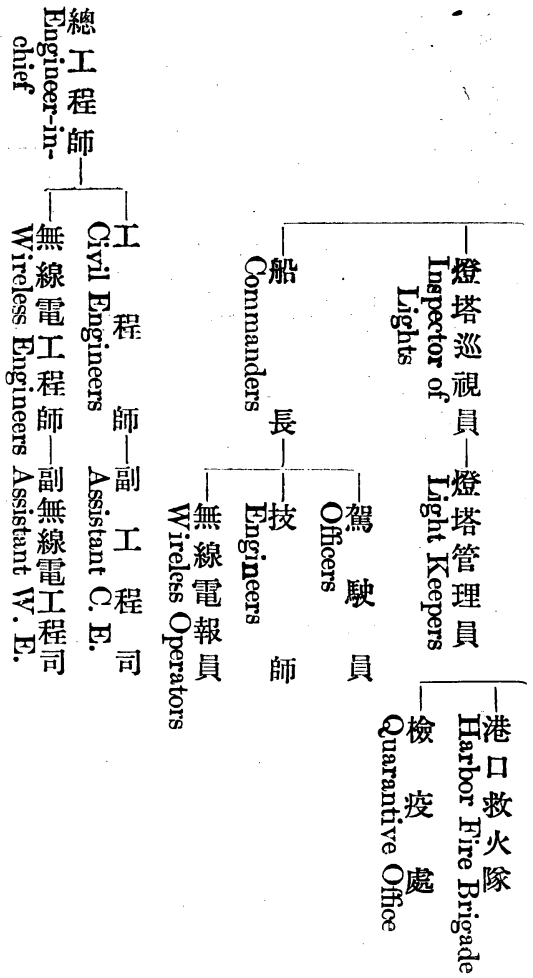 港口救火隊
Harbor Fire Brigade
檢疫處
Quarantive Office
燈塔巡視員
Inspector of
Lights
燈塔管理員
Light Keepers
船長
Commanders
駕駛員
Officers
技師
Engineers
無線電報員
Wireless Operators
總工程師
Engineer-in-
chief
工程師
Civil Engineers
副工程司
Assistant C. E.
無線電工程師
Wireless Engineers
副無線電工程司
Assistant W. E.